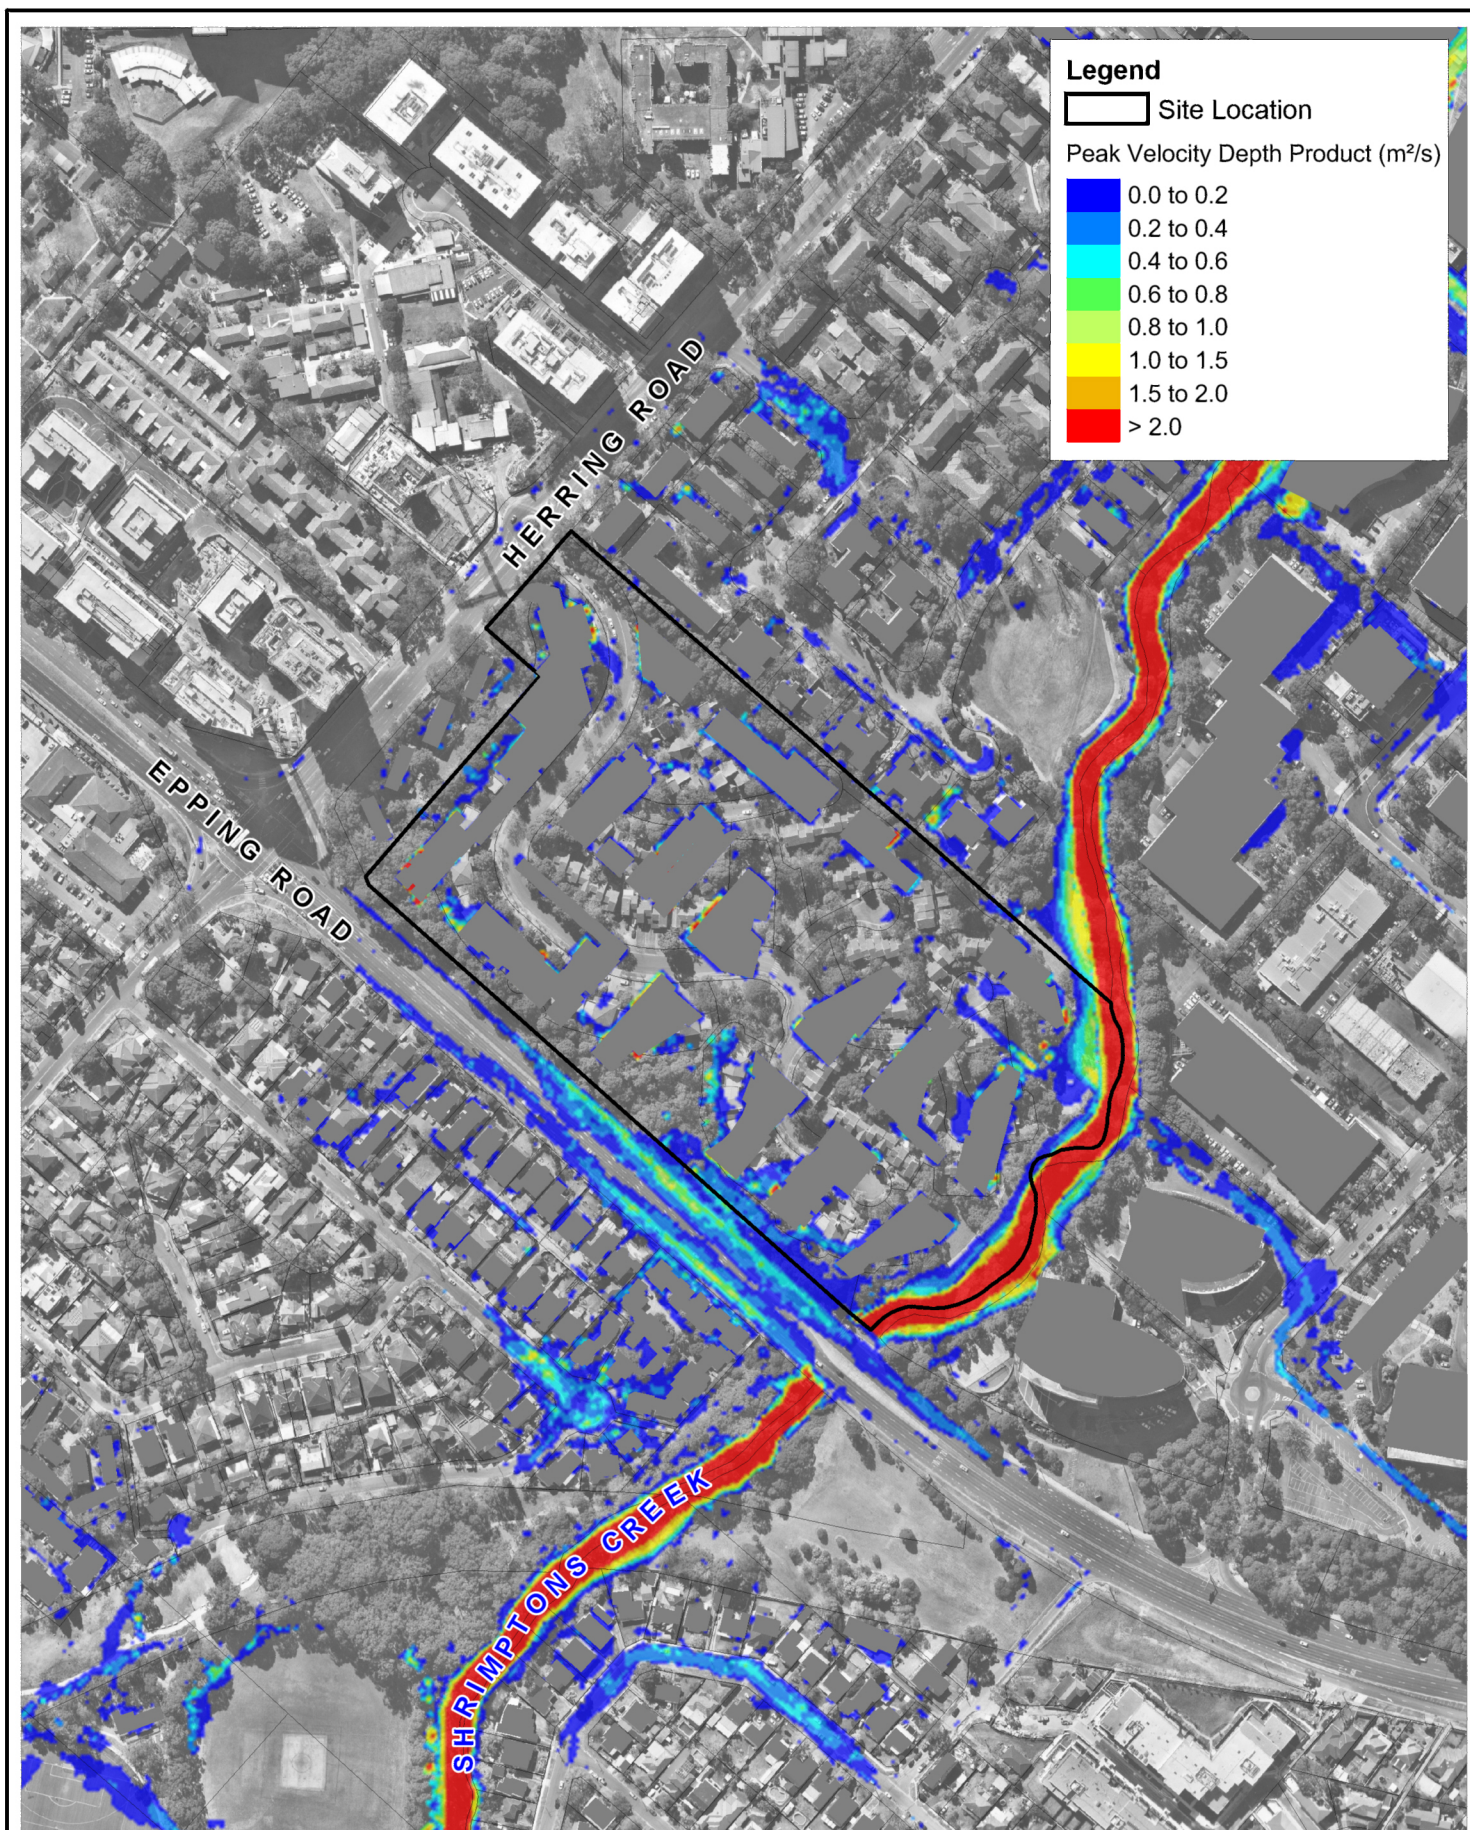 Legend
Site Location
Peak Velocity Depth Product (m²/s)
0.0 to 0.2
0.2 to 0.4
0.4 to 0.6
0.6 to 0.8
0.8 to 1.0
1.0 to 1.5
1.5 to 2.0
> 2.0
HERRING ROAD
EPPING ROAD
SHRIMPTONS CREEK